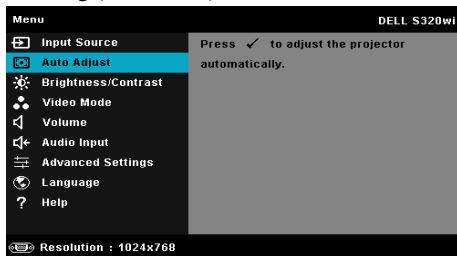 Menu DELL S320wi
Input Source
Auto Adjust
Brightness/Contrast
Video Mode
Volume
Audio Input
Advanced Settings
Language
? Help
Press ✓ to adjust the projector
automatically.
Resolution : 1024x768